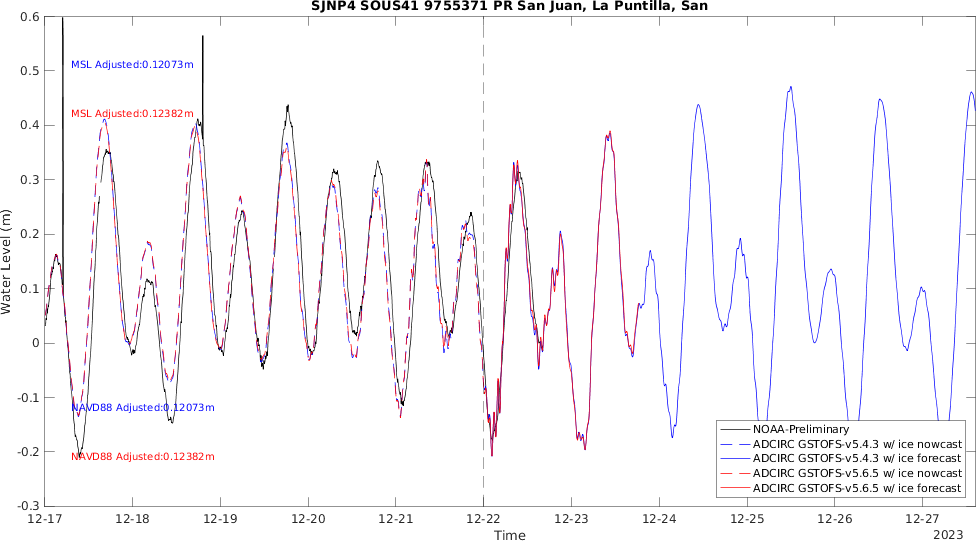 SJNP4 SOUS41 9755371 PR San Juan, La Puntilla, San
0.6
0.5
0.4
0.3
0.2
0.1
0
-0.1
-0.2
-0.3
Water Level (m)
MSL Adjusted:0.12073m
MSL Adjusted:0.12382m
NAVD88 Adjusted:0.12073m
NAVD88 Adjusted:0.12382m
NOAA-Preliminary
ADCIRC GSTOFS-v5.4.3 w/ ice nowcast
ADCIRC GSTOFS-v5.4.3 w/ ice forecast
ADCIRC GSTOFS-v5.6.5 w/ ice nowcast
ADCIRC GSTOFS-v5.6.5 w/ ice forecast
12-17 12-18 12-19 12-20 12-21 12-22 12-23 12-24 12-25 12-26 12-27
Time
2023